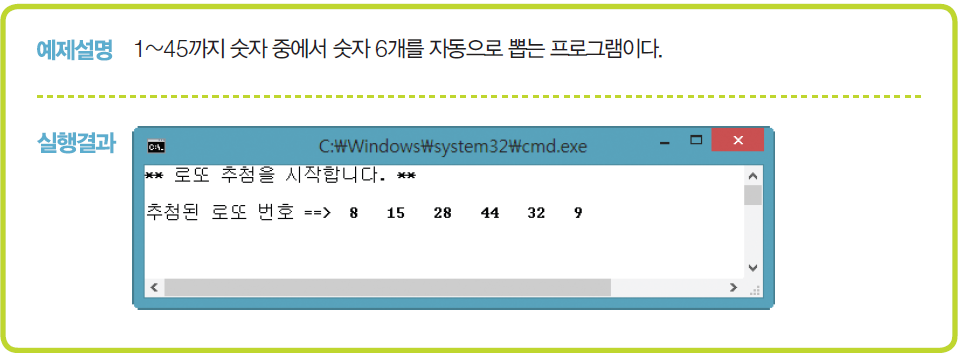 예제설명 1~45까지 숫자 중에서 숫자 6개를 자동으로 뽑는 프로그램이다.
실행결과
C:\. C:₩Windows₩system32₩cmd.exe
** 로또 추첨을 시작합니다. **
추첨된 로또 번호 ==> 8 15 28 44 32 9